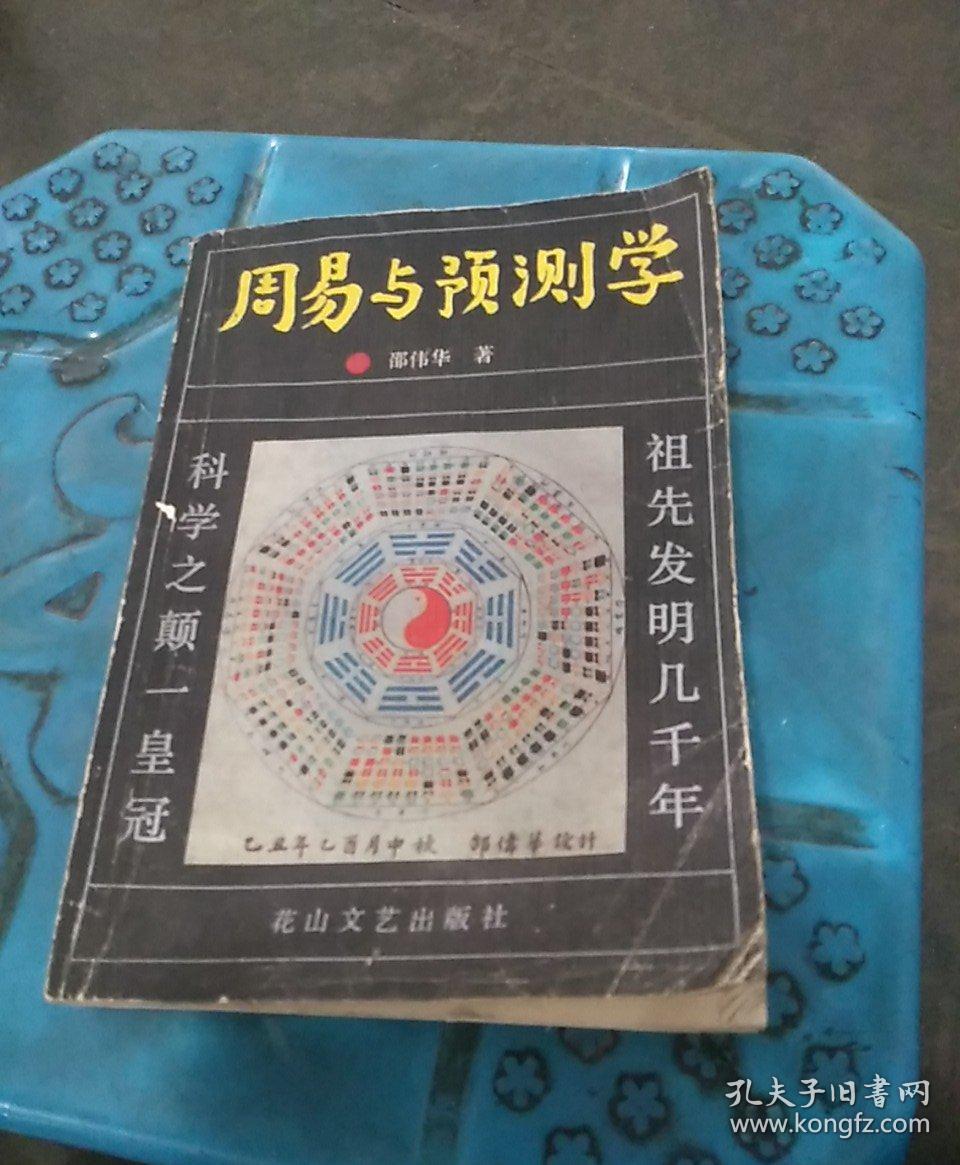 周易与预测学
邵伟华 著
祖先发明几千年
科学之颠一皇冠
乙丑年乙酉月中秋 邵偉華设计
花山文艺出版社
孔夫子旧书网
www.kongfz.com